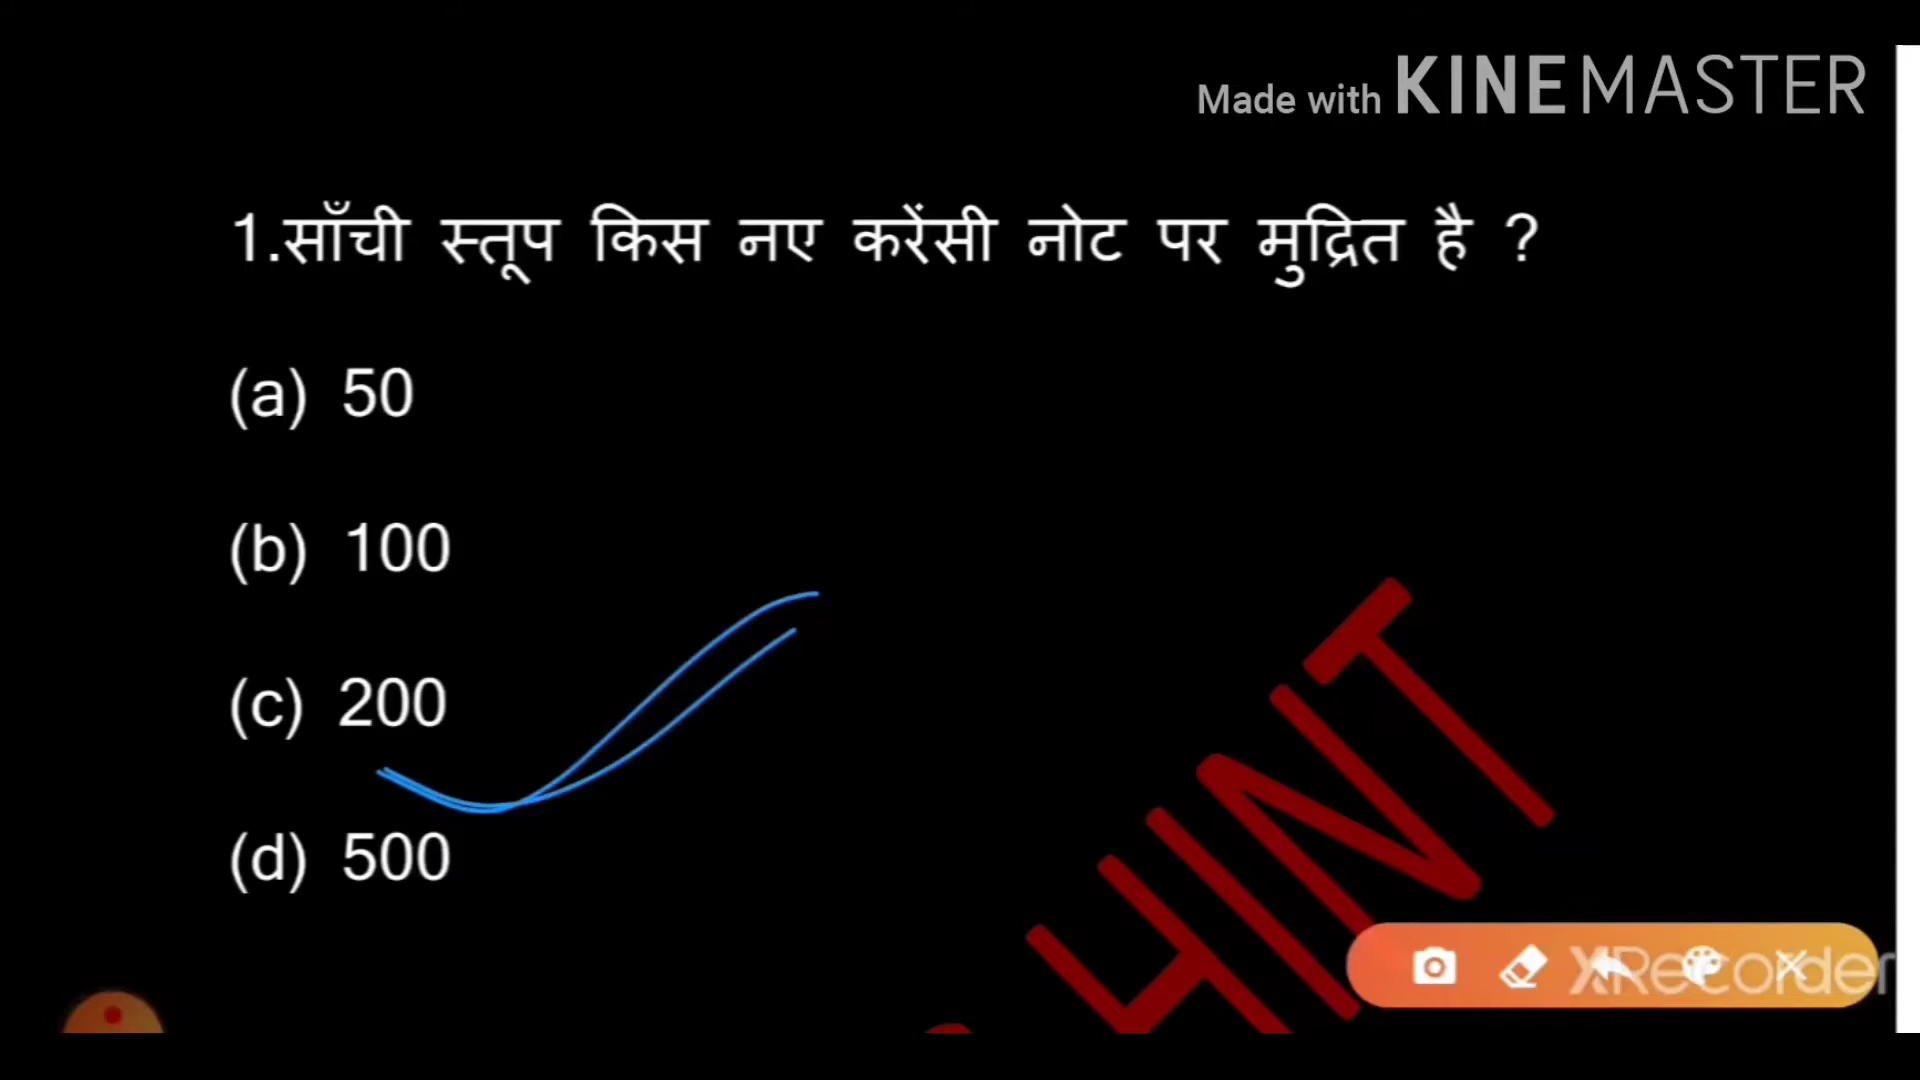 Made with KINEMASTER
1.साँची स्तूप किस नए करेंसी नोट पर मुद्रित है ?
(a) 50
(b) 100
(c) 200
(d) 500
HINT
XRecorder